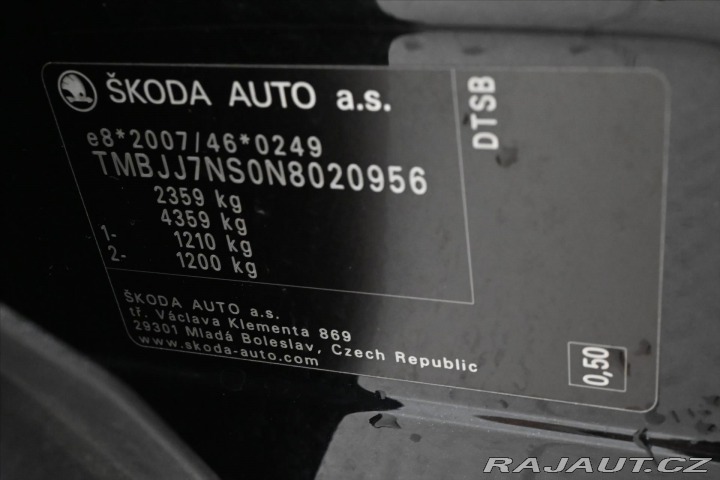 ŠKODA AUTO a.s.
e8*2007/46*0249
TMBJJ7NS0N8020956
2359 kg
4359 kg
1- 1210 kg
2- 1200 kg
DTSB
ŠKODA AUTO a.s.
tř. Václava Klementa 869
29301 Mladá Boleslav, Czech Republic
www.skoda-auto.com
0,50
RAJAUT.CZ